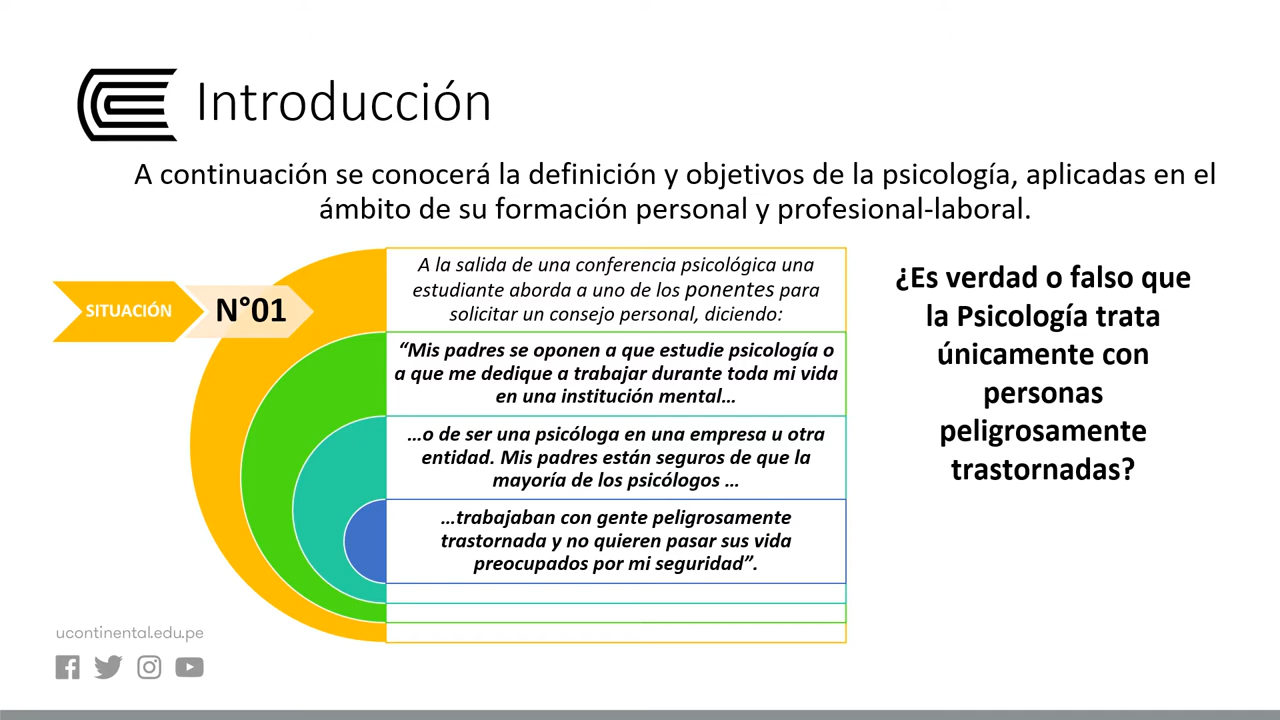 Introducción
A continuación se conocerá la definición y objetivos de la psicología, aplicadas en el
ámbito de su formación personal y profesional-laboral.
SITUACIÓN
N°01
A la salida de una conferencia psicológica una
estudiante aborda a uno de los ponentes para
solicitar un consejo personal, diciendo:
“Mis padres se oponen a que estudie psicología o
a que me dedique a trabajar durante toda mi vida
en una institución mental…
…o de ser una psicóloga en una empresa u otra
entidad. Mis padres están seguros de que la
mayoría de los psicólogos …
…trabajaban con gente peligrosamente
trastornada y no quieren pasar sus vida
preocupados por mi seguridad”.
¿Es verdad o falso que
la Psicología trata
únicamente con
personas
peligrosamente
trastornadas?
ucontinental.edu.pe